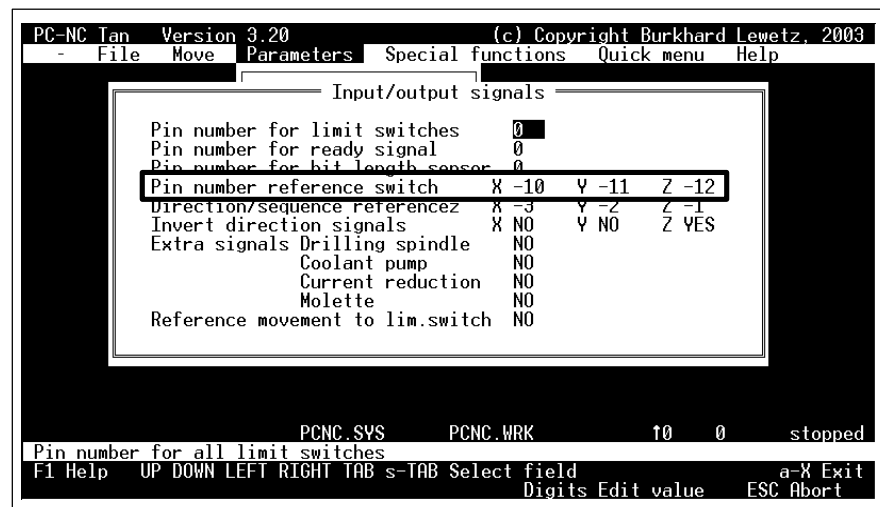 PC-NC Tan Version 3.20 (c) Copyright Burkhard Lewetz, 2003
- File Move Parameters Special functions Quick menu Help
Input/output signals
Pin number for limit switches 0
Pin number for ready signal 0
Pin number for bit length sensor 0
Pin number reference switch X -10 Y -11 Z -12
Direction/sequence referencez X -3 Y -2 Z -1
Invert direction signals X NO Y NO Z YES
Extra signals Drilling spindle NO
Coolant pump NO
Current reduction NO
Molette NO
Reference movement to lim.switch NO
PCNC.SYS PCNC.WRK ↑0 0 stopped
Pin number for all limit switches
F1 Help UP DOWN LEFT RIGHT TAB s-TAB Select field a-X Exit
Digits Edit value ESC Abort